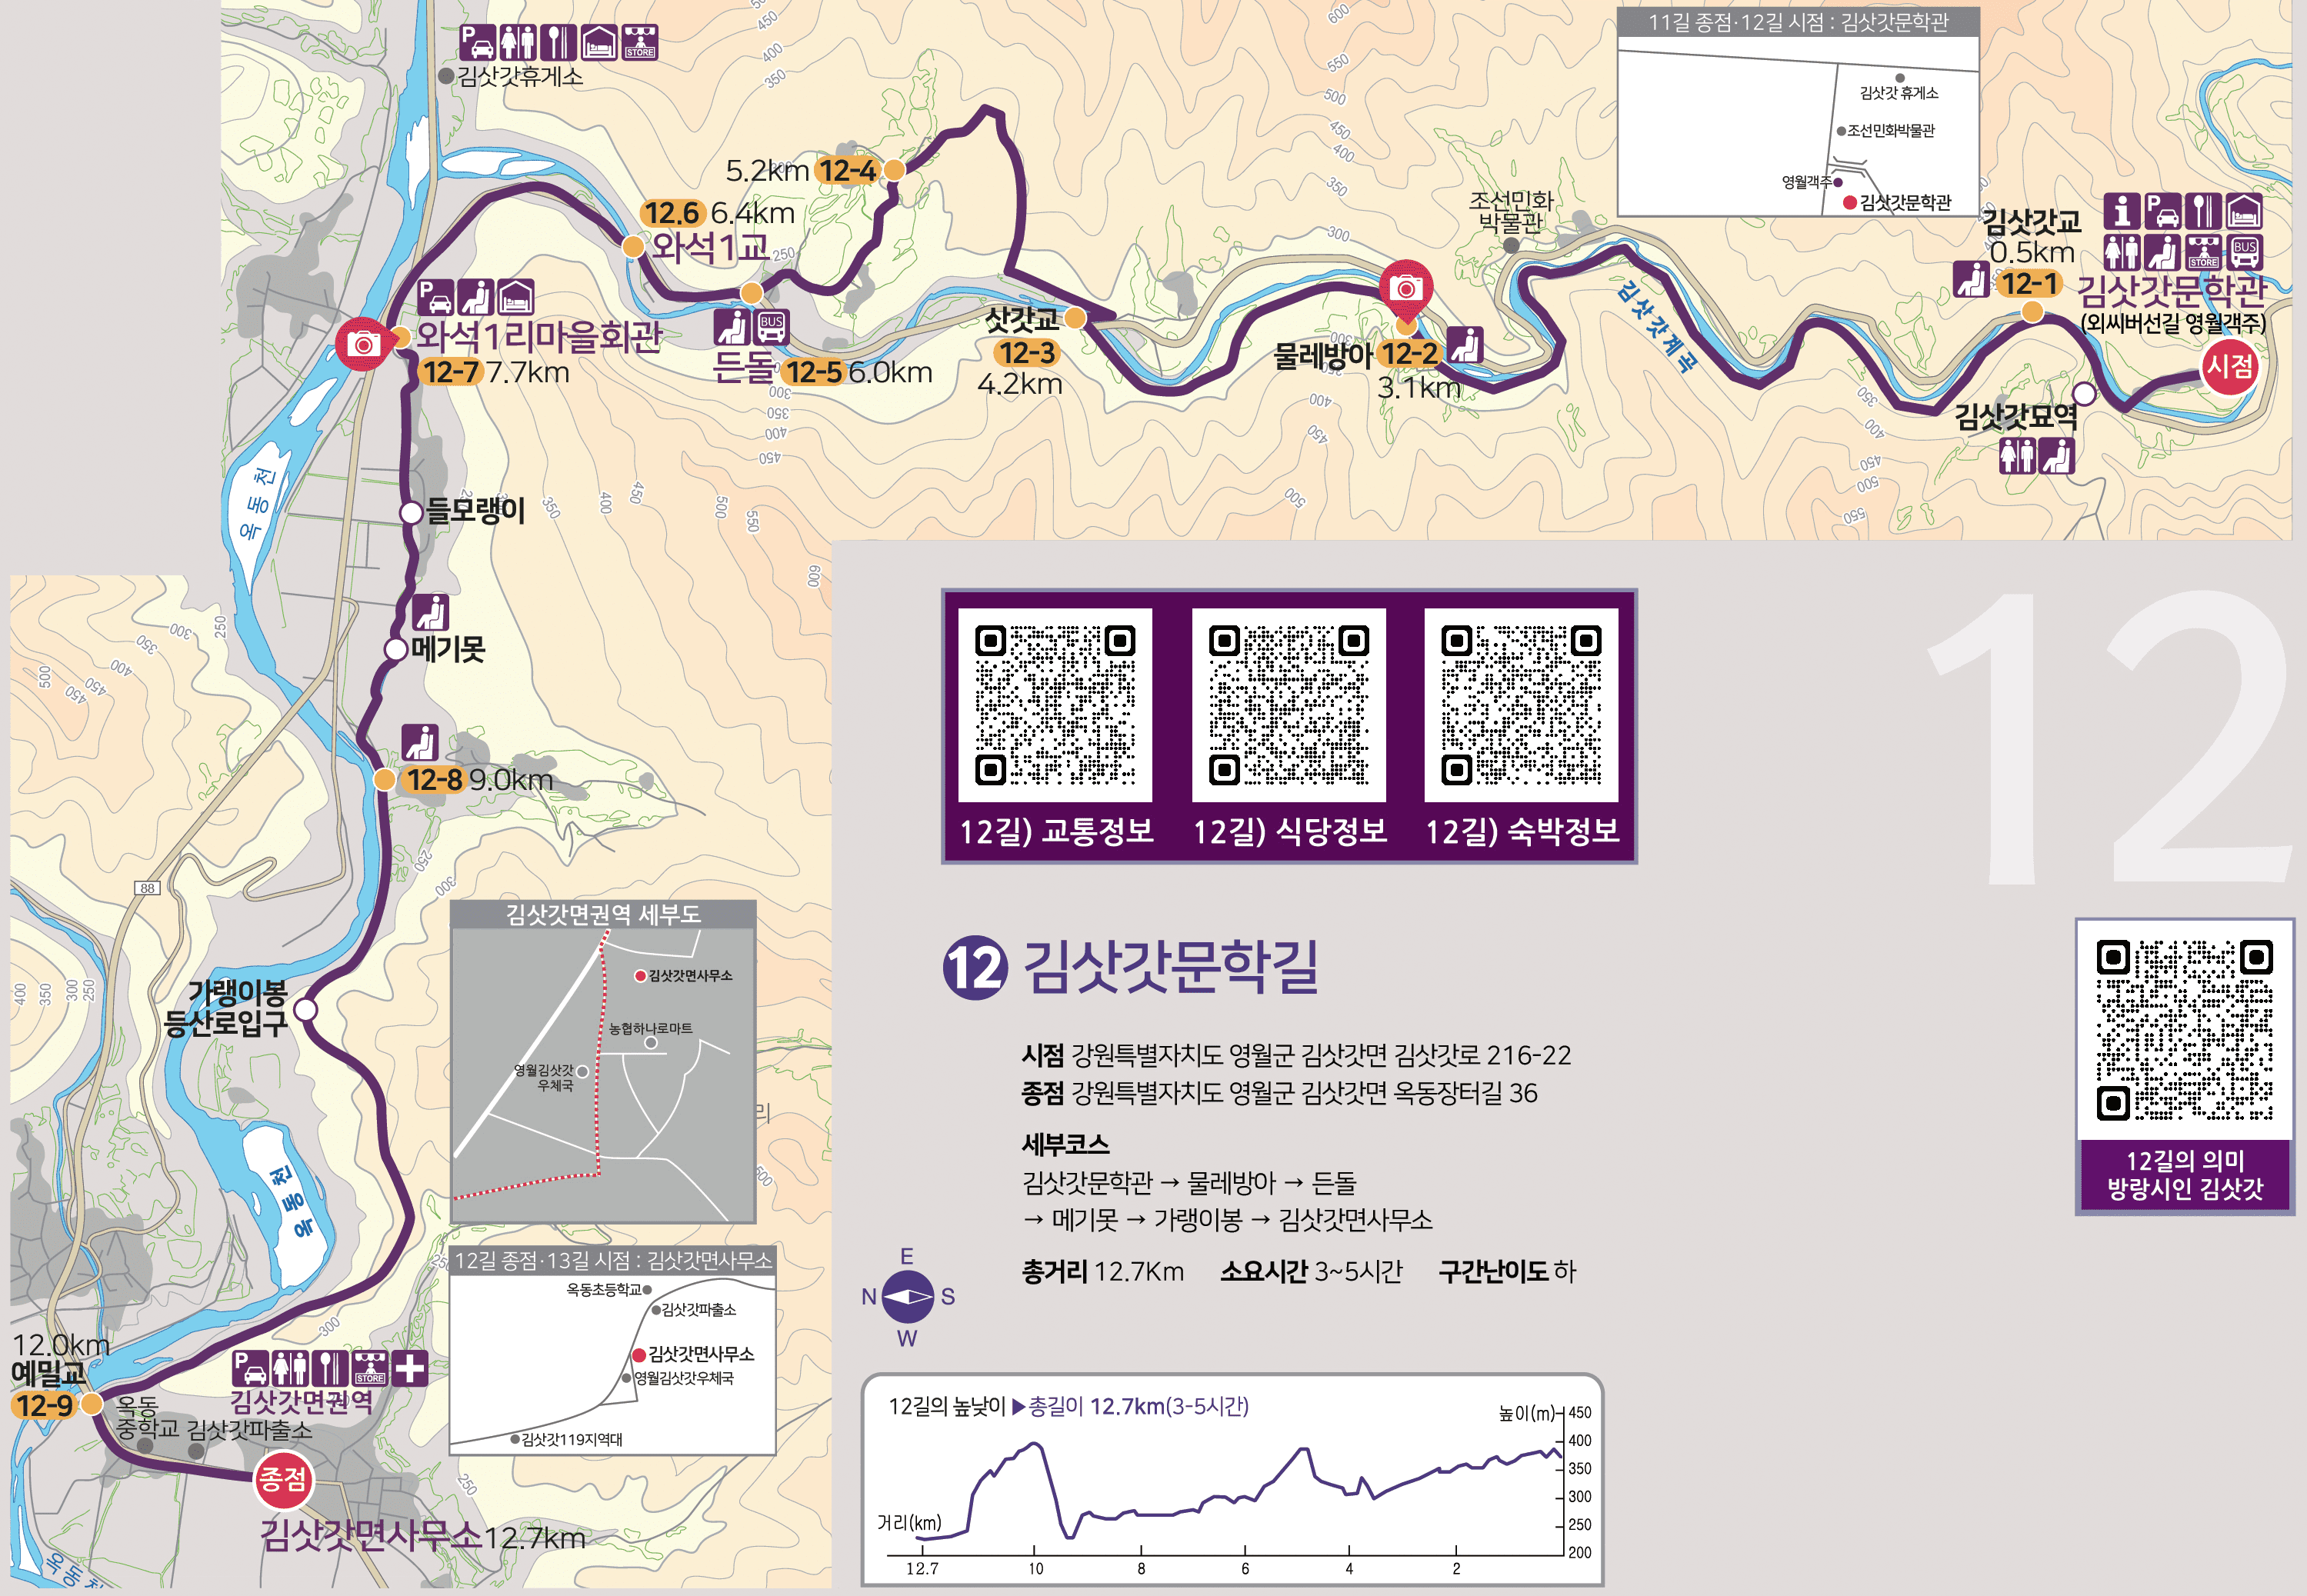 김삿갓휴게소
11길 종점·12길 시점 : 김삿갓문학관
김삿갓 휴게소
조선민화박물관
영월객주
김삿갓문학관
5.2km 12-4
12.6 6.4km
와석1교
와석1리마을회관
12-7 7.7km
든돌 12-5 6.0km
삿갓교
12-3
4.2km
물레방아 12-2
3.1km
조선민화
박물관
김삿갓계곡
김삿갓교
0.5km
12-1
김삿갓문학관
(외씨버선길 영월객주)
시점
김삿갓묘역
옥동천
들모랭이
메기못
12-8 9.0km
88
가랭이봉
등산로입구
옥동천
12.0km
예밀교
12-9
옥동
중학교
김삿갓파출소
김삿갓면권역
종점
김삿갓면사무소 12.7km
옥동천
김삿갓면권역 세부도
김삿갓면사무소
농협하나로마트
영월김삿갓
우체국
리
12길 종점·13길 시점 : 김삿갓면사무소
옥동초등학교
김삿갓파출소
김삿갓면사무소
영월김삿갓우체국
김삿갓119지역대
12길) 교통정보
12길) 식당정보
12길) 숙박정보
12
12 김삿갓문학길
시점 강원특별자치도 영월군 김삿갓면 김삿갓로 216-22
종점 강원특별자치도 영월군 김삿갓면 옥동장터길 36
세부코스
김삿갓문학관 → 물레방아 → 든돌
→ 메기못 → 가랭이봉 → 김삿갓면사무소
총거리 12.7Km 소요시간 3~5시간 구간난이도 하
12길의 의미
방랑시인 김삿갓
E
N S
W
12길의 높낮이 ▶총길이 12.7km(3-5시간)
높이(m)
450
400
350
300
250
200
거리(km)
12.7 10 8 6 4 2